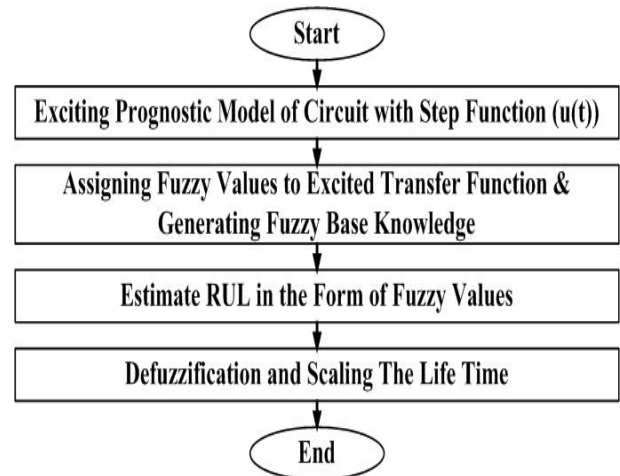 Start
Exciting Prognostic Model of Circuit with Step Function (u(t))
Assigning Fuzzy Values to Excited Transfer Function &
Generating Fuzzy Base Knowledge
Estimate RUL in the Form of Fuzzy Values
Defuzzification and Scaling The Life Time
End